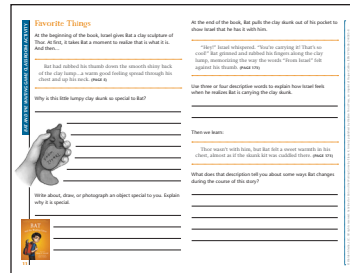 Favorite Things
At the beginning of the book, Israel gives Bat a clay sculpture of
Thor. At first, it takes Bat a moment to realize that is what it is.
And then...
Bat had rubbed his thumb down the smooth shiny back
of the clay lump...a warm good feeling spread through his
chest and up his neck. (PAGE 5)
Why is this little lumpy clay skunk so special to Bat?
Write about, draw, or photograph an object special to you. Explain
why it is special.
BAT
At the end of the book, Bat pulls the clay skunk out of his pocket to
show Israel that he has it with him.
"Hey!" Israel whispered. "You're carrying it! That's so
cool!" Bat grinned and rubbed his fingers along the clay
lump, memorizing the way the words "From Israel" felt
against his thumb. (PAGE 175)
Use three or four descriptive words to explain how Israel feels
when he realizes Bat is carrying the clay skunk.
Then we learn:
Thor wasn't with him, but Bat felt a sweet warmth in his
chest, almost as if the skunk kit was cuddled there. (PAGE 175)
What does that description tell you about some ways Bat changes
during the course of this story?